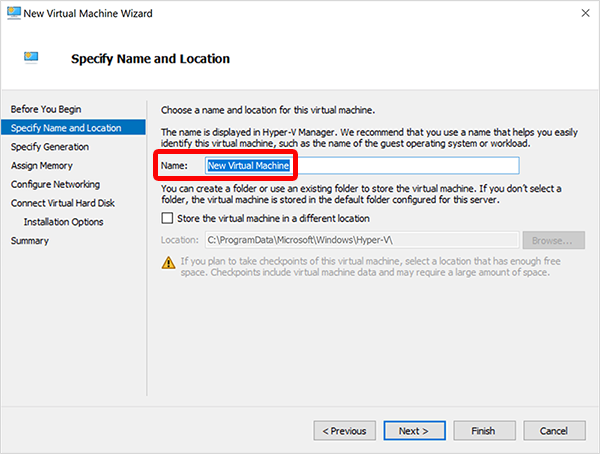 New Virtual Machine Wizard
Specify Name and Location
Before You Begin
Specify Name and Location
Specify Generation
Assign Memory
Configure Networking
Connect Virtual Hard Disk
Installation Options
Summary
Choose a name and location for this virtual machine.
The name is displayed in Hyper-V Manager. We recommend that you use a name that helps you easily
identify this virtual machine, such as the name of the guest operating system or workload.
Name: New Virtual Machine
You can create a folder or use an existing folder to store the virtual machine. If you don't select a
folder, the virtual machine is stored in the default folder configured for this server.
Store the virtual machine in a different location
Location: C:\ProgramData\Microsoft\Windows\Hyper-V\ Browse...
If you plan to take checkpoints of this virtual machine, select a location that has enough free
space. Checkpoints include virtual machine data and may require a large amount of space.
< Previous Next > Finish Cancel